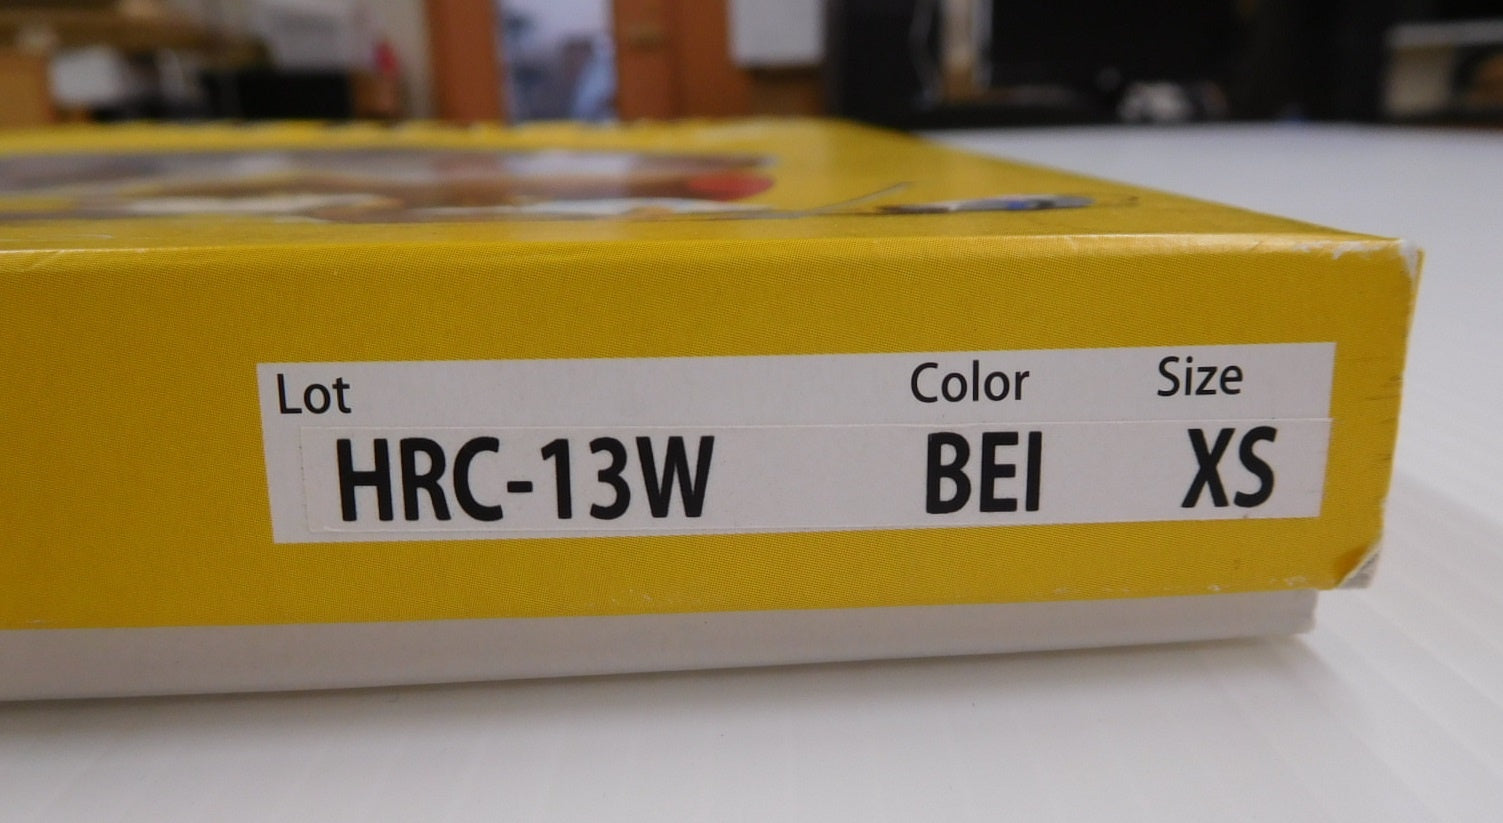 Lot Color Size
HRC-13W BEI XS